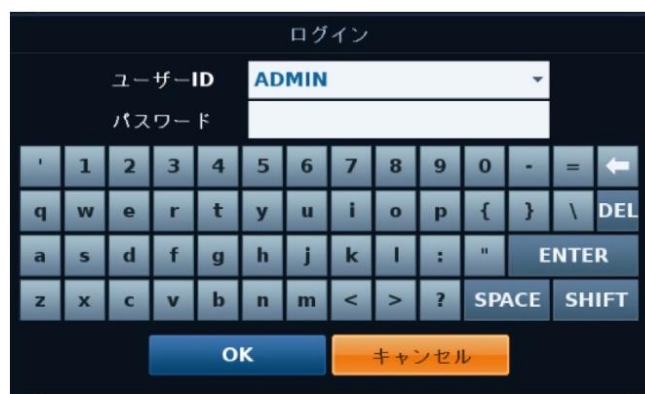 ログイン
ユーザーID ADMIN
パスワード
' 1 2 3 4 5 6 7 8 9 0 - =
q w e r t y u i o p { } \ DEL
a s d f g h j k l : " ENTER
z x c v b n m < > ? SPACE SHIFT
OK キャンセル